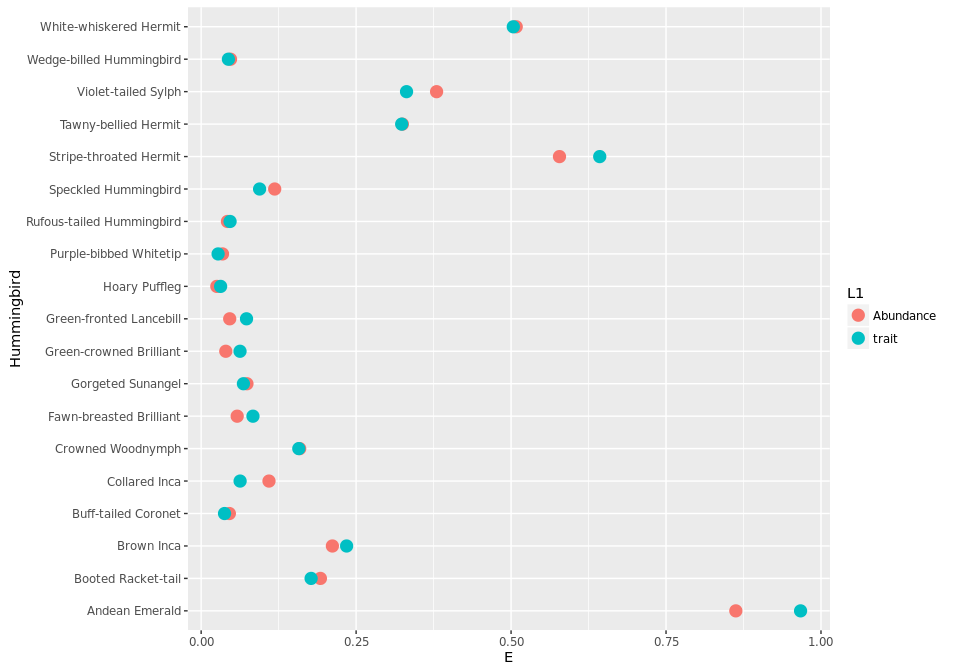 White-whiskered Hermit
Wedge-billed Hummingbird
Violet-tailed Sylph
Tawny-bellied Hermit
Stripe-throated Hermit
Speckled Hummingbird
Rufous-tailed Hummingbird
Purple-bibbed Whitetip
Hoary Puffleg
Green-fronted Lancebill
Green-crowned Brilliant
Gorgeted Sunangel
Fawn-breasted Brilliant
Crowned Woodnymph
Collared Inca
Buff-tailed Coronet
Brown Inca
Booted Racket-tail
Andean Emerald
Hummingbird
0.00 0.25 0.50 0.75 1.00
E
L1
Abundance
trait